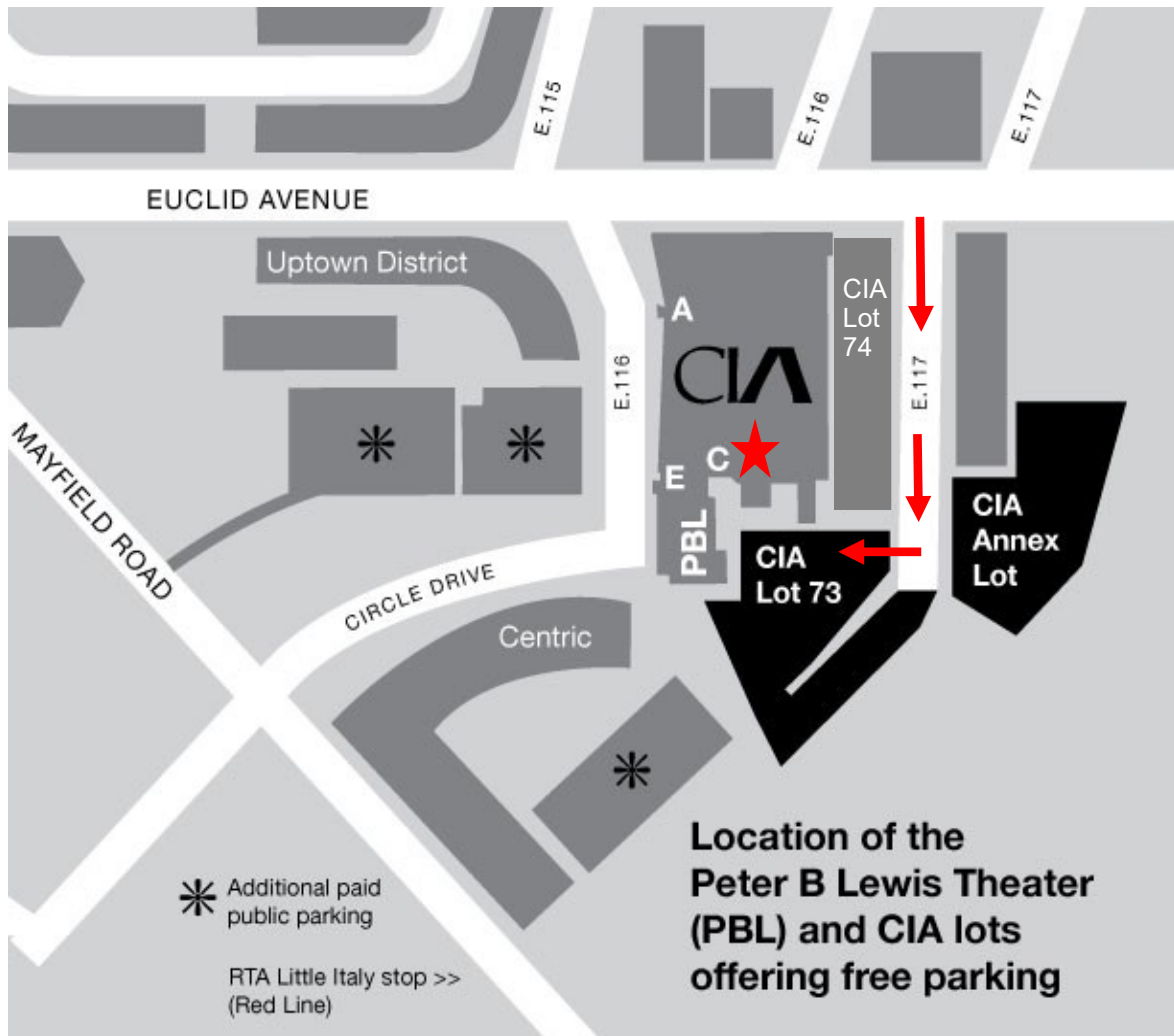 E.115
E.116
E.117
EUCLID AVENUE
Uptown District
A
CIA
CIA
Lot
74
E.116
E.117
MAYFIELD ROAD
C
E
PBL
CIA
Lot 73
CIA
Annex
Lot
CIRCLE DRIVE
Centric
Location of the
Peter B Lewis Theater
(PBL) and CIA lots
offering free parking
Additional paid
public parking
RTA Little Italy stop >>
(Red Line)